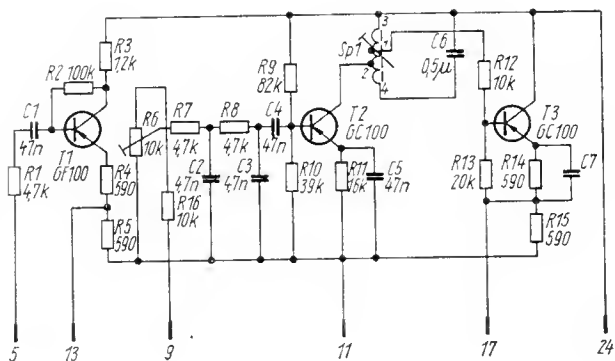 R3
1,2k
R2 100k
C1
47n
T1
GF100
R1
4,7k
R4
590
R5
590
R6
10k
R7
4,7k
R8
4,7k
C4
47n
C2
47n
C3
47n
R16
10k
R9
82k
R10
39k
T2
GC100
R11
16k
C5
47n
Sp1
3
1
2
4
C6
0,5µ
R12
10k
T3
GC100
R13
20k
R14
590
C7
R15
590
5
13
9
11
17
24